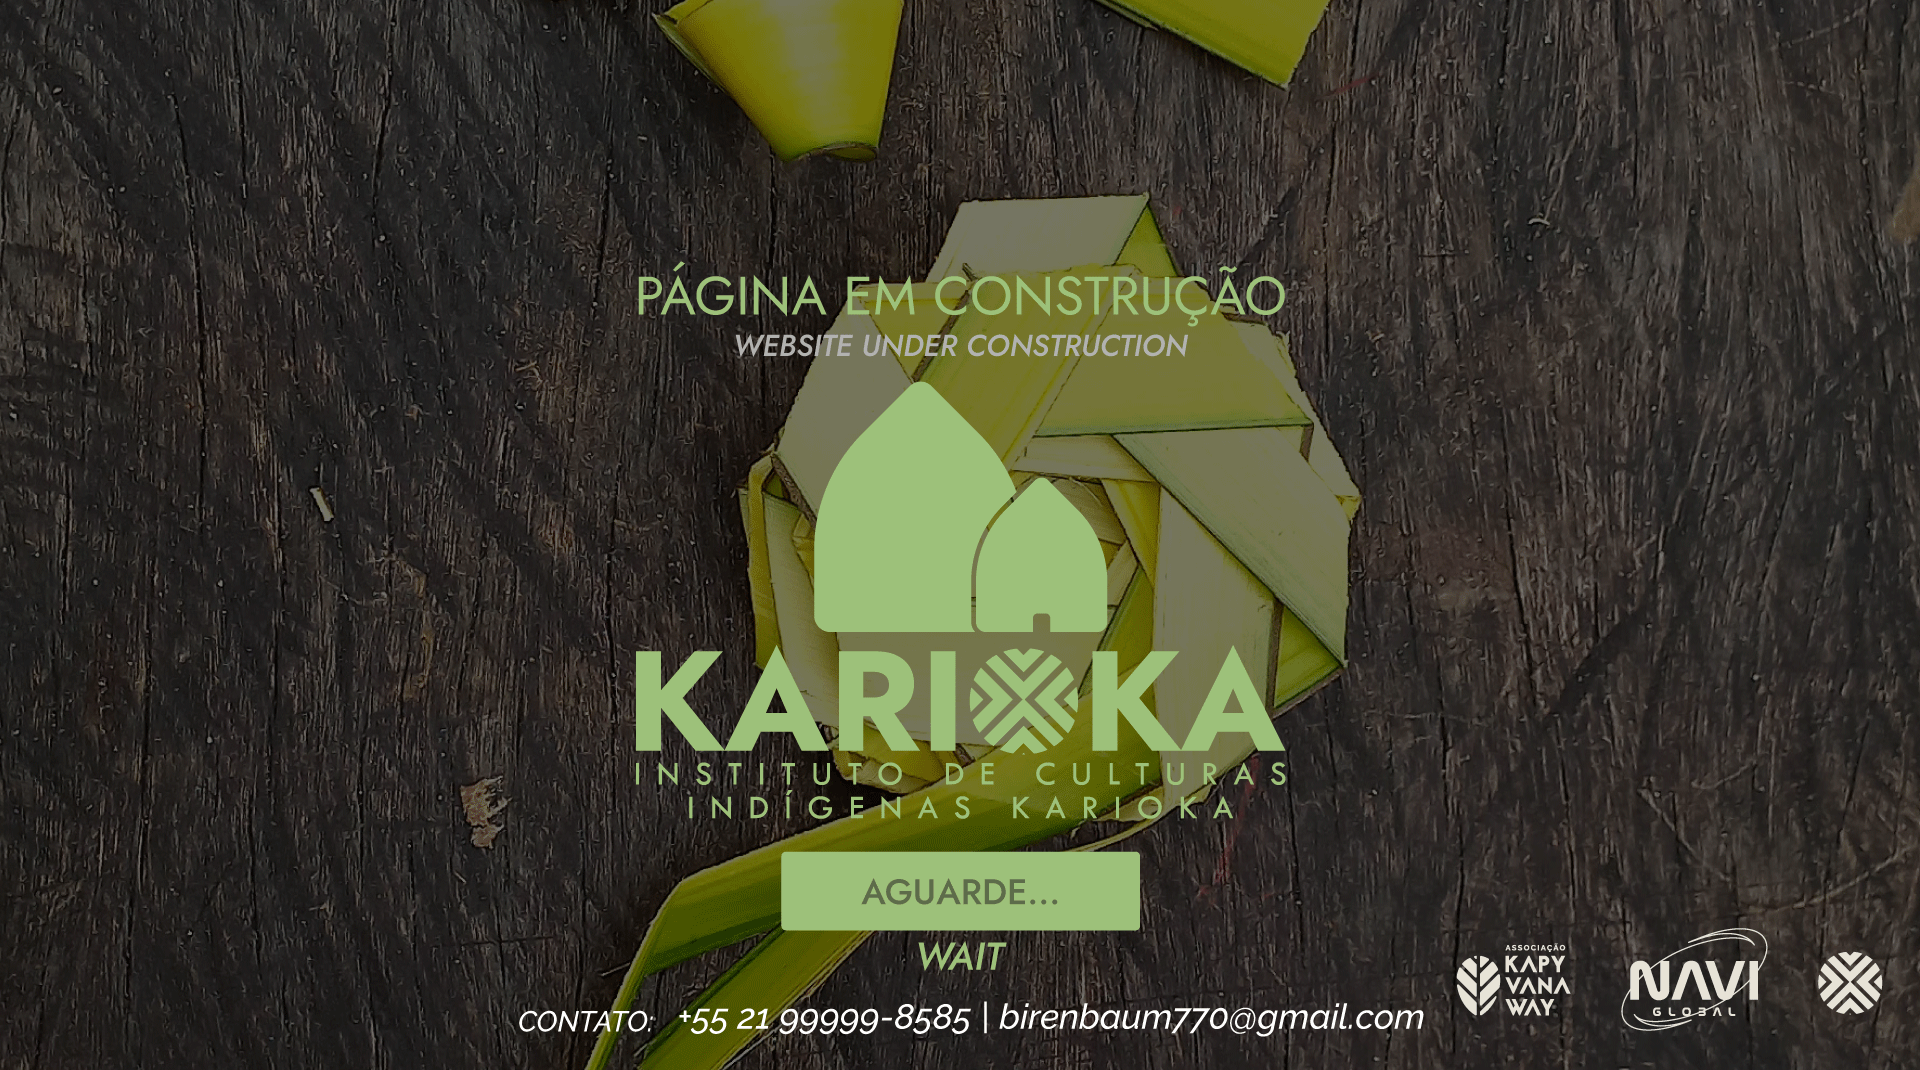 PÁGINA EM CONSTRUÇÃO
WEBSITE UNDER CONSTRUCTION
KARIOKA
INSTITUTO DE CULTURAS
INDÍGENAS KARIOKA
AGUARDE...
WAIT
CONTATO: +55 21 99999-8585 | birenbaum770@gmail.com
ASSOCIAÇÃO
KAPY
VANA
WAY
NAVI
GLOBAL